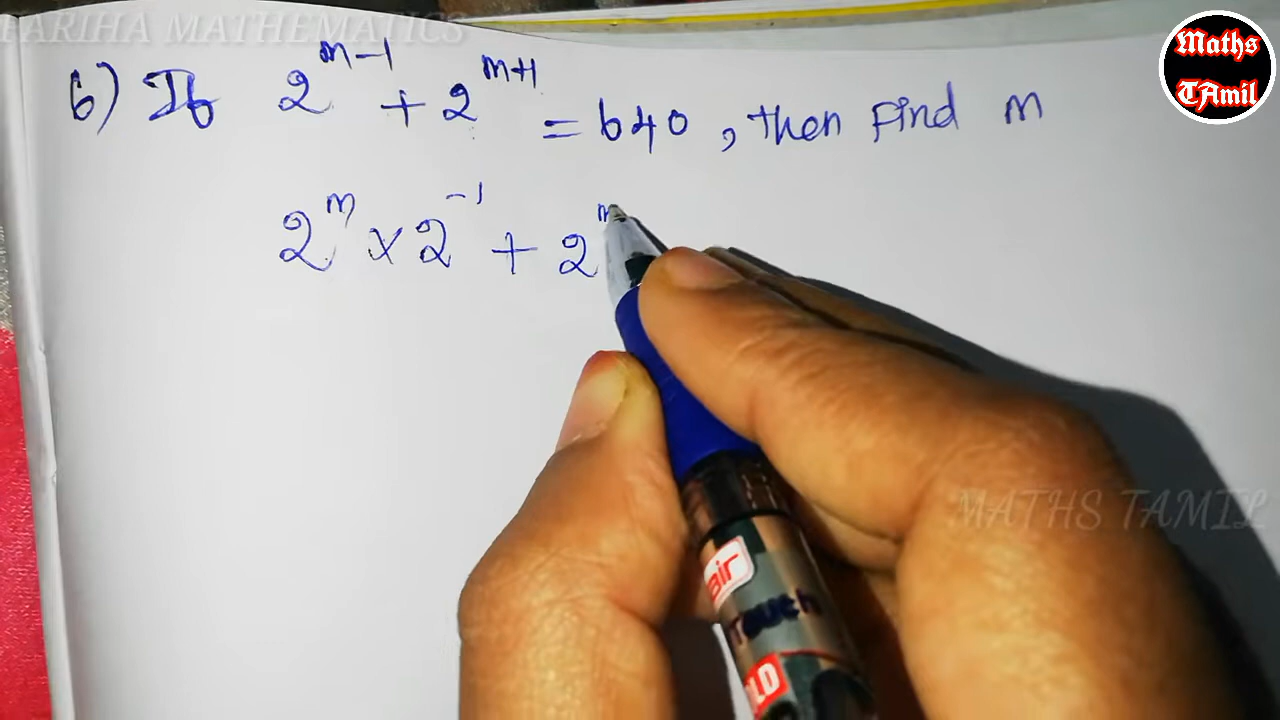 FARIHA MATHEMATICS
Maths
TAmil
6) If 2^{m-1} + 2^{m+1} = 640, then Find m
2^m × 2^{-1} + 2^m
MATHS TAMIL
air
Touch